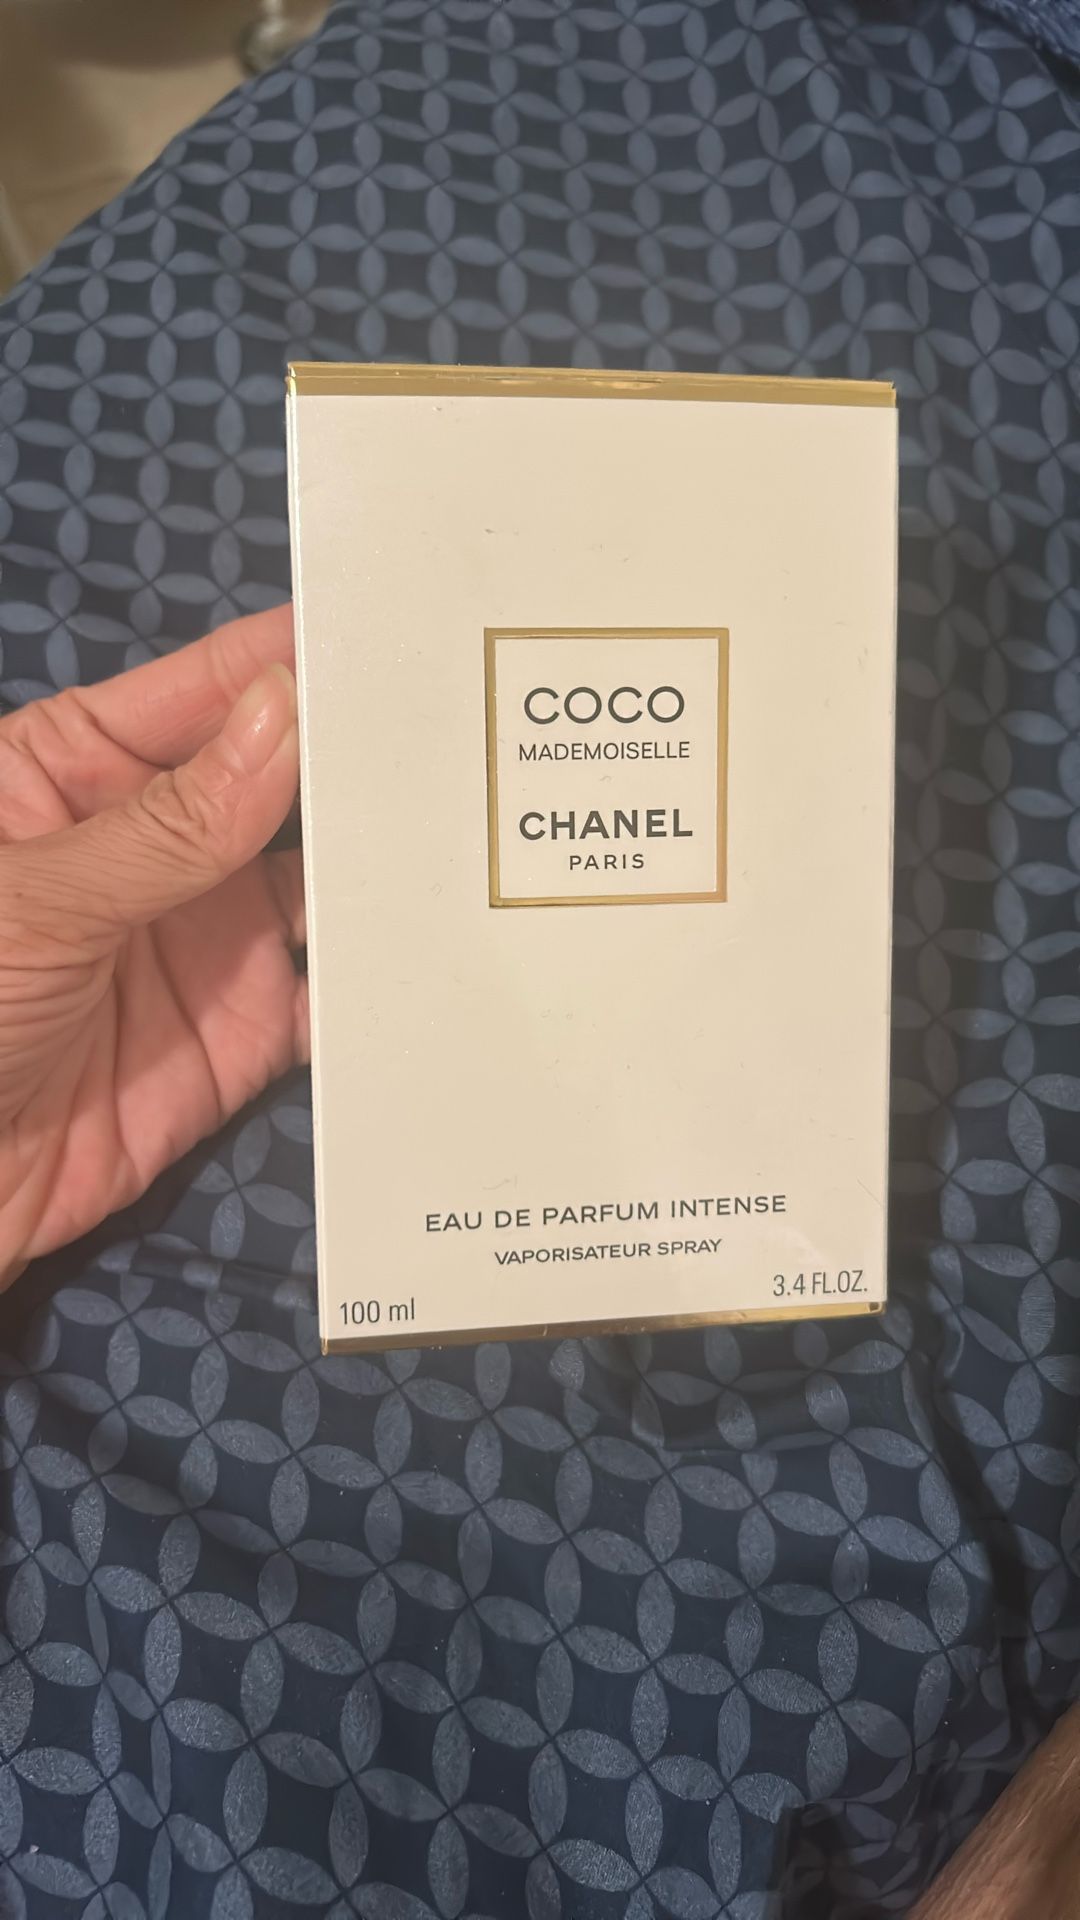 COCO
MADEMOISELLE
CHANEL
PARIS
EAU DE PARFUM INTENSE
VAPORISATEUR SPRAY
100 ml
3.4 FL.OZ.